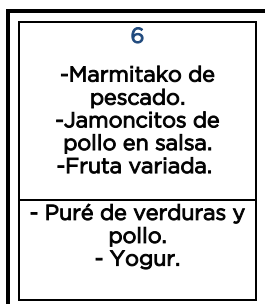 6
-Marmitako de
pescado.
-Jamoncitos de
pollo en salsa.
-Fruta variada.
- Puré de verduras y
pollo.
- Yogur.